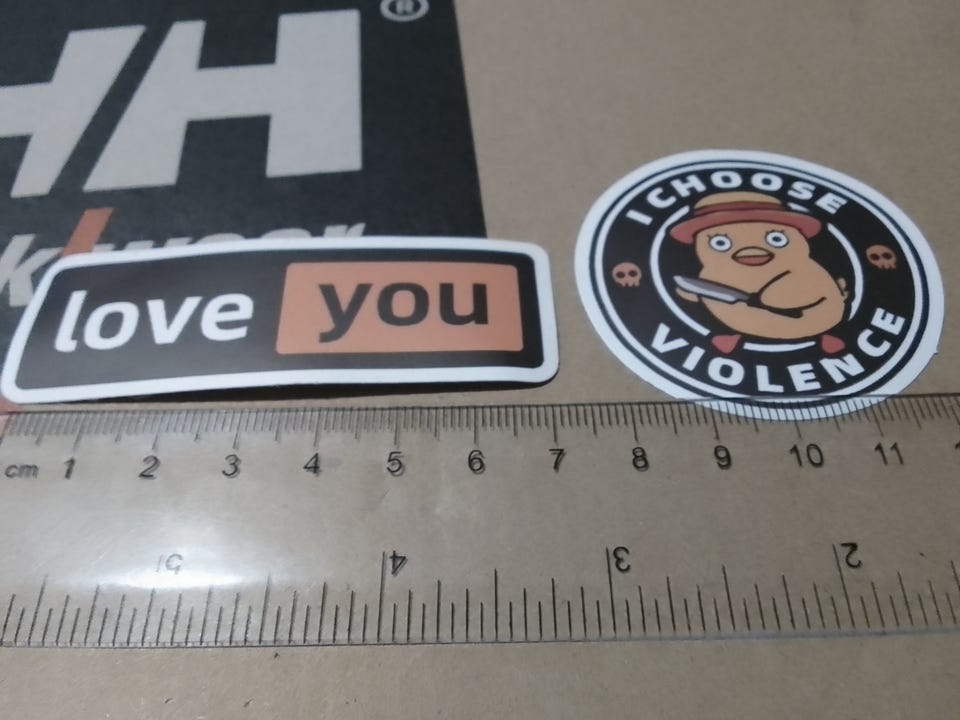 HH®
workwear
love you
I CHOOSE
VIOLENCE
cm 1 2 3 4 5 6 7 8 9 10 11
5 4 3 2